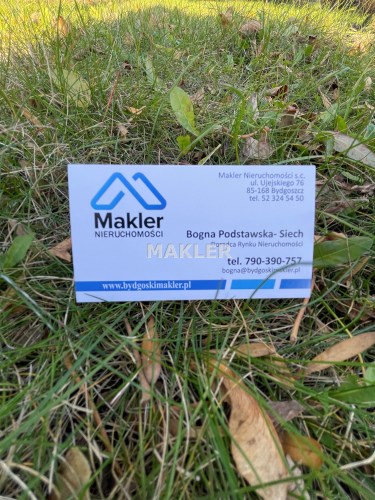 Makler Nieruchomości s.c.
ul. Ujejskiego 76
85-168 Bydgoszcz
tel. 52 324 54 50
Makler
NIERUCHOMOŚCI
Bogna Podstawska- Siech
Doradca Rynku Nieruchomości
MAKLER
tel. 790-390-757
bogna@bydgoskimakler.pl
www.bydgoskimakler.pl